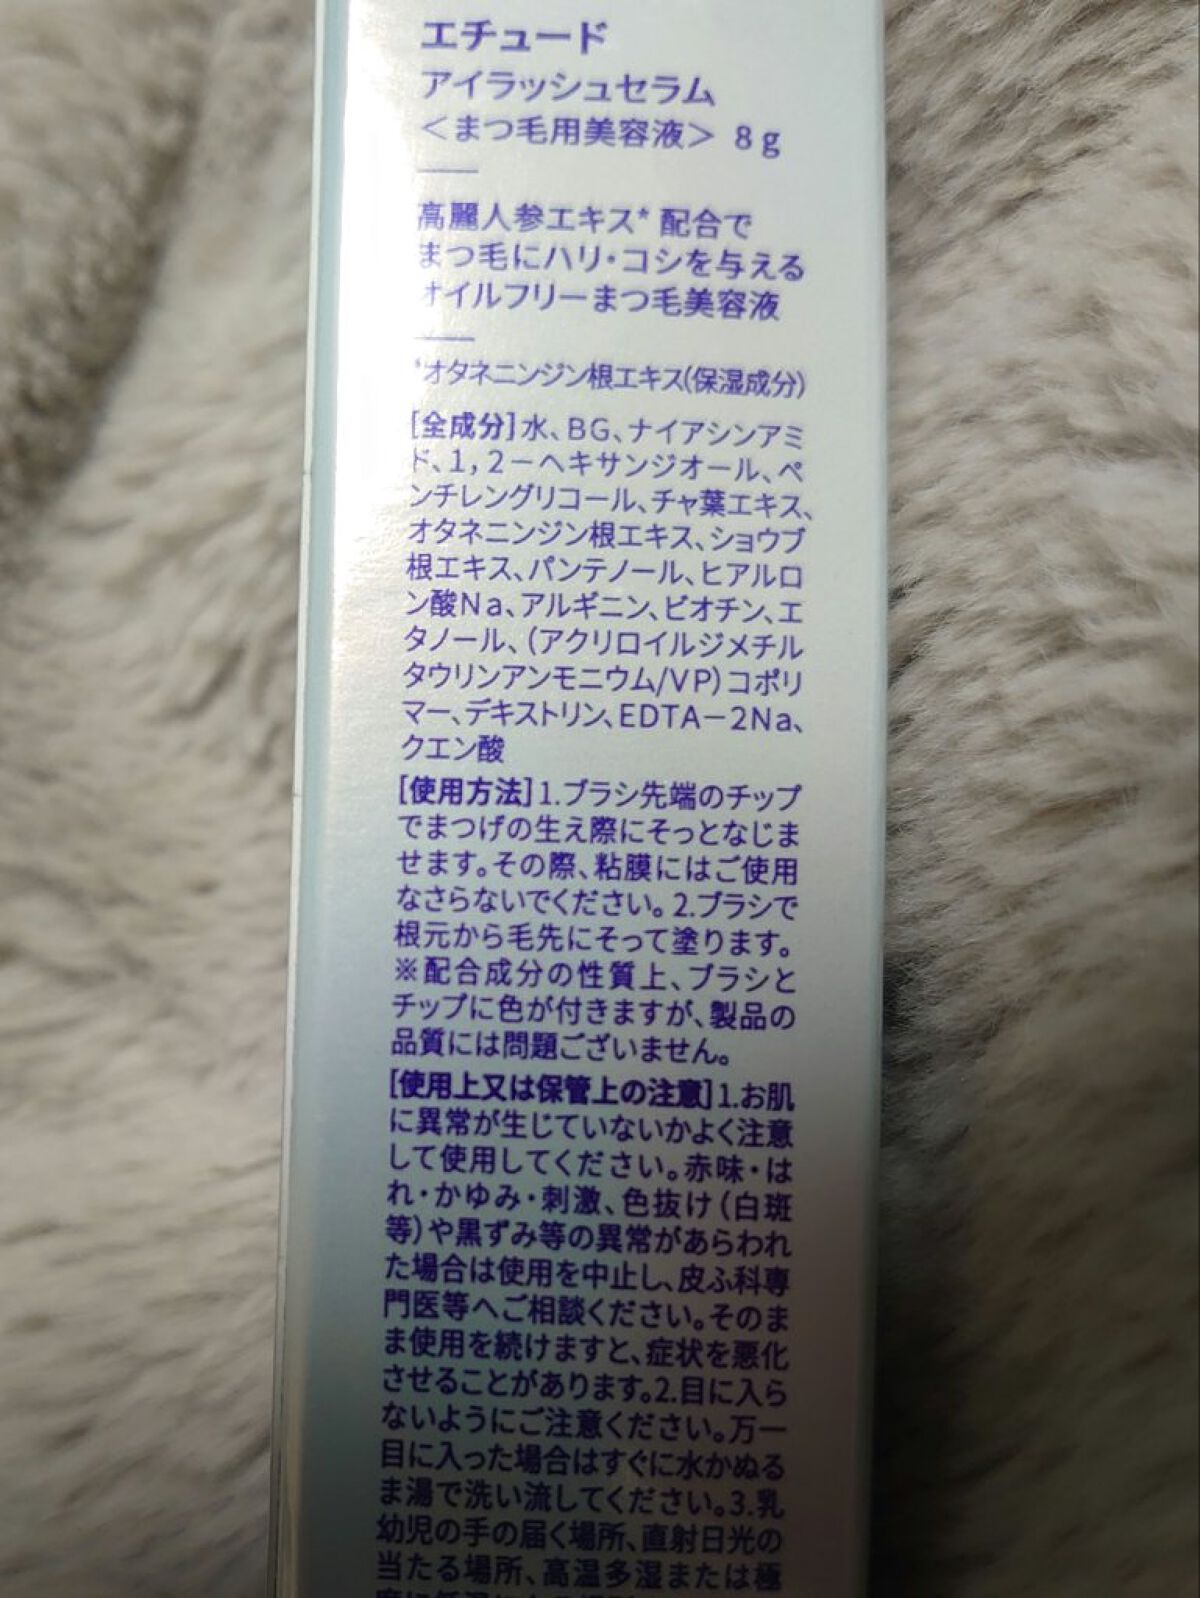 エチュード
アイラッシュセラム
＜まつ毛用美容液＞ 8g
高麗人参エキス* 配合で
まつ毛にハリ・コシを与える
オイルフリーまつ毛美容液
*オタネニンジン根エキス(保湿成分)
[全成分]水、BG、ナイアシンアミ
ド、1，2－ヘキサンジオール、ペ
ンチレングリコール、チャ葉エキス、
オタネニンジン根エキス、ショウブ
根エキス、パンテノール、ヒアルロ
ン酸Na、アルギニン、ビオチン、エ
タノール、（アクリロイルジメチル
タウリンアンモニウム/VP）コポリ
マー、デキストリン、EDTA－2Na、
クエン酸
[使用方法]1.ブラシ先端のチップ
でまつげの生え際にそっとなじま
せます。その際、粘膜にはご使用
なさらないでください。2.ブラシで
根元から毛先にそって塗ります。
※配合成分の性質上、ブラシと
チップに色が付きますが、製品の
品質には問題ございません。
[使用上又は保管上の注意]1.お肌
に異常が生じていないかよく注意
して使用してください。赤味・は
れ・かゆみ・刺激、色抜け（白斑
等）や黒ずみ等の異常があらわれ
た場合は使用を中止し、皮ふ科専
門医等へご相談ください。そのま
ま使用を続けますと、症状を悪化
させることがあります。2.目に入ら
ないようにご注意ください。万一
目に入った場合はすぐに水かぬる
ま湯で洗い流してください。3.乳
幼児の手の届く場所、直射日光の
当たる場所、高温多湿または極